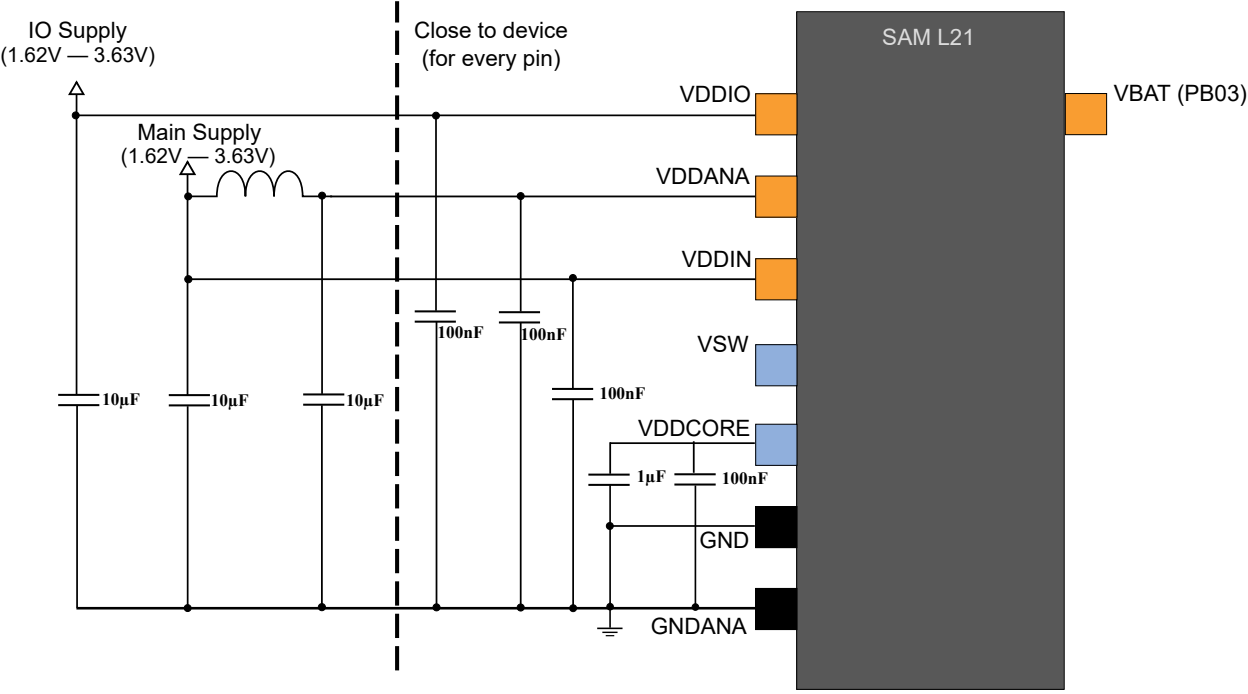 IO Supply
(1.62V — 3.63V)
Close to device
(for every pin)
SAM L21
VDDIO
VBAT (PB03)
Main Supply
(1.62V — 3.63V)
VDDANA
VDDIN
100nF
100nF
VSW
100nF
10µF
10µF
10µF
VDDCORE
1µF
100nF
GND
GNDANA